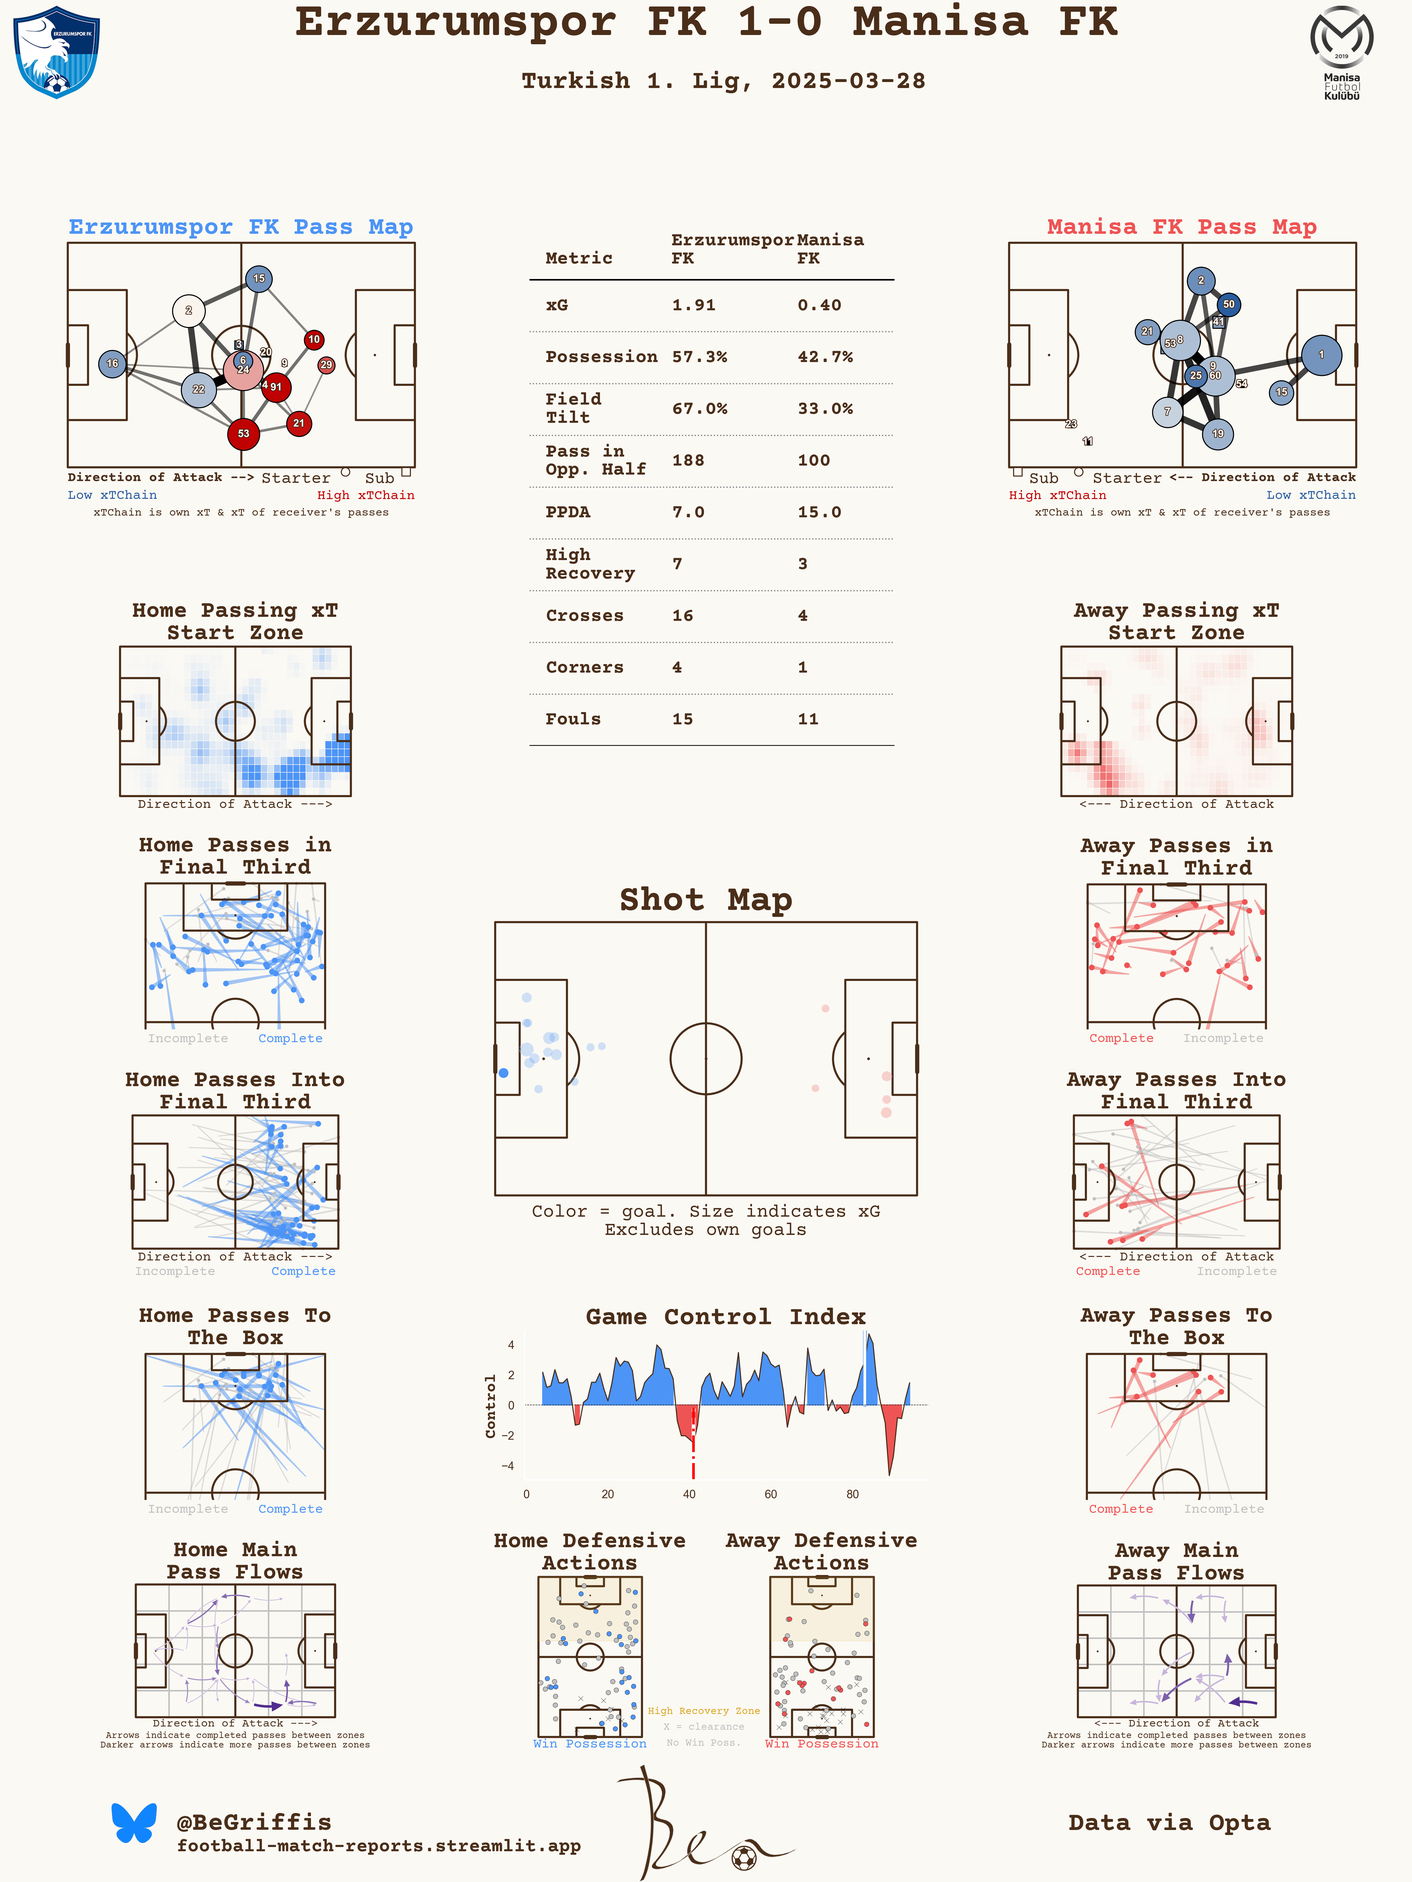 Erzurumspor FK 1-0 Manisa FK
Turkish 1. Lig, 2025-03-28
ERZURUMSPOR FK
2019
Manisa
Futbol
Kulübü
Erzurumspor FK Pass Map
15
2
10
3
20
9
29
6
24
16
22
4
91
21
53
Direction of Attack --> Starter Sub
Low xTChain High xTChain
xTChain is own xT & xT of receiver's passes
Metric Erzurumspor FK Manisa FK
xG 1.91 0.40
Possession 57.3% 42.7%
Field Tilt 67.0% 33.0%
Pass in Opp. Half 188 100
PPDA 7.0 15.0
High Recovery 7 3
Crosses 16 4
Corners 4 1
Fouls 15 11
Manisa FK Pass Map
2
50
41
21
53
8
1
9
25
60
54
15
7
23
19
11
Sub Starter <-- Direction of Attack
High xTChain Low xTChain
xTChain is own xT & xT of receiver's passes
Home Passing xT
Start Zone
Direction of Attack --->
Away Passing xT
Start Zone
<--- Direction of Attack
Home Passes in
Final Third
Incomplete Complete
Away Passes in
Final Third
Complete Incomplete
Shot Map
Color = goal. Size indicates xG
Excludes own goals
Home Passes Into
Final Third
Direction of Attack --->
Incomplete Complete
Away Passes Into
Final Third
<--- Direction of Attack
Complete Incomplete
Home Passes To
The Box
Incomplete Complete
Game Control Index
Control
4
2
0
−2
−4
0 20 40 60 80
Away Passes To
The Box
Complete Incomplete
Home Main
Pass Flows
Direction of Attack --->
Arrows indicate completed passes between zones
Darker arrows indicate more passes between zones
Home Defensive
Actions
Win Possession
Away Defensive
Actions
Win Possession
High Recovery Zone
X = clearance
No Win Poss.
Away Main
Pass Flows
<--- Direction of Attack
Arrows indicate completed passes between zones
Darker arrows indicate more passes between zones
@BeGriffis
football-match-reports.streamlit.app
Ben
Data via Opta